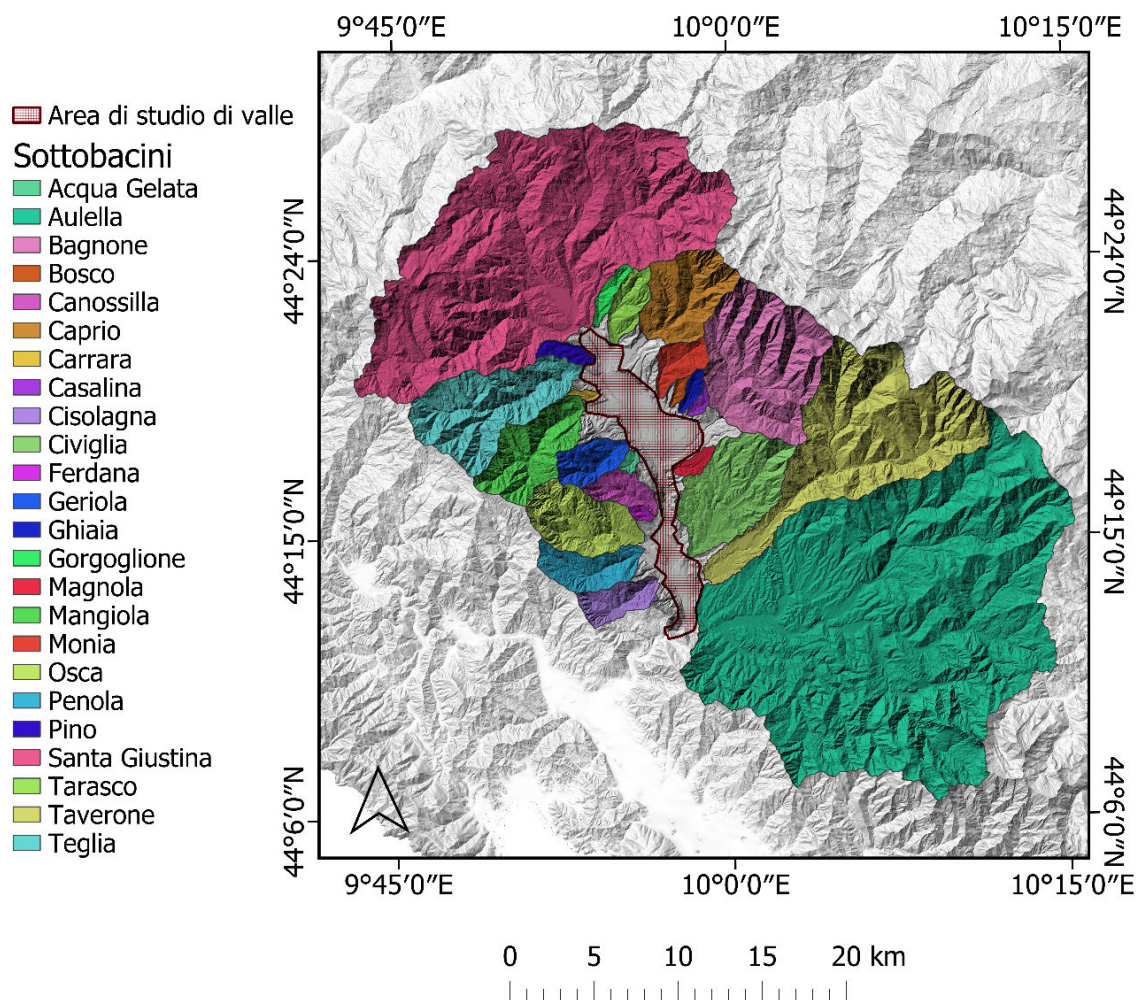 9°45′0″E 10°0′0″E 10°15′0″E
Area di studio di valle
Sottobacini
Acqua Gelata
Aulella
Bagnone
Bosco
Canossilla
Caprio
Carrara
Casalina
Cisolagna
Civiglia
Ferdana
Geriola
Ghiaia
Gorgoglione
Magnola
Mangiola
Monia
Osca
Penola
Pino
Santa Giustina
Tarasco
Taverone
Teglia
44°24′0″N
44°15′0″N
44°6′0″N
44°24′0″N
44°15′0″N
44°6′0″N
9°45′0″E 10°0′0″E 10°15′0″E
0 5 10 15 20 km